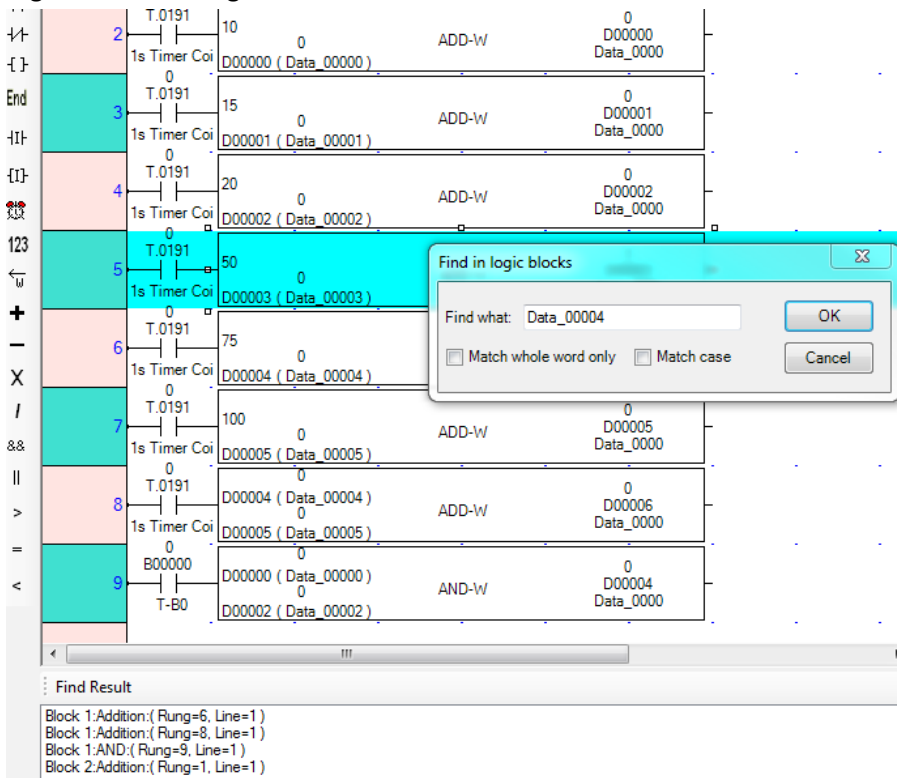 T.0191
2
10
0
ADD-W
0
D00000
Data_0000
1s Timer Coi
D00000 ( Data_00000 )
End
0
T.0191
3
15
0
ADD-W
0
D00001
Data_0000
1s Timer Coi
D00001 ( Data_00001 )
0
T.0191
4
20
0
ADD-W
0
D00002
Data_0000
1s Timer Coi
D00002 ( Data_00002 )
123
0
T.0191
5
50
0
1s Timer Coi
D00003 ( Data_00003 )
Find in logic blocks
Find what: Data_00004
OK
Match whole word only
Match case
Cancel
0
T.0191
6
75
0
1s Timer Coi
D00004 ( Data_00004 )
X
/
&&
||
>
=
<
0
T.0191
7
100
0
ADD-W
0
D00005
Data_0000
1s Timer Coi
D00005 ( Data_00005 )
0
T.0191
8
0
D00004 ( Data_00004 )
0
D00005 ( Data_00005 )
ADD-W
0
D00006
Data_0000
1s Timer Coi
0
B00000
9
T-B0
0
D00000 ( Data_00000 )
0
D00002 ( Data_00002 )
AND-W
0
D00004
Data_0000
Find Result
Block 1:Addition:( Rung=6, Line=1 )
Block 1:Addition:( Rung=8, Line=1 )
Block 1:AND:( Rung=9, Line=1 )
Block 2:Addition:( Rung=1, Line=1 )